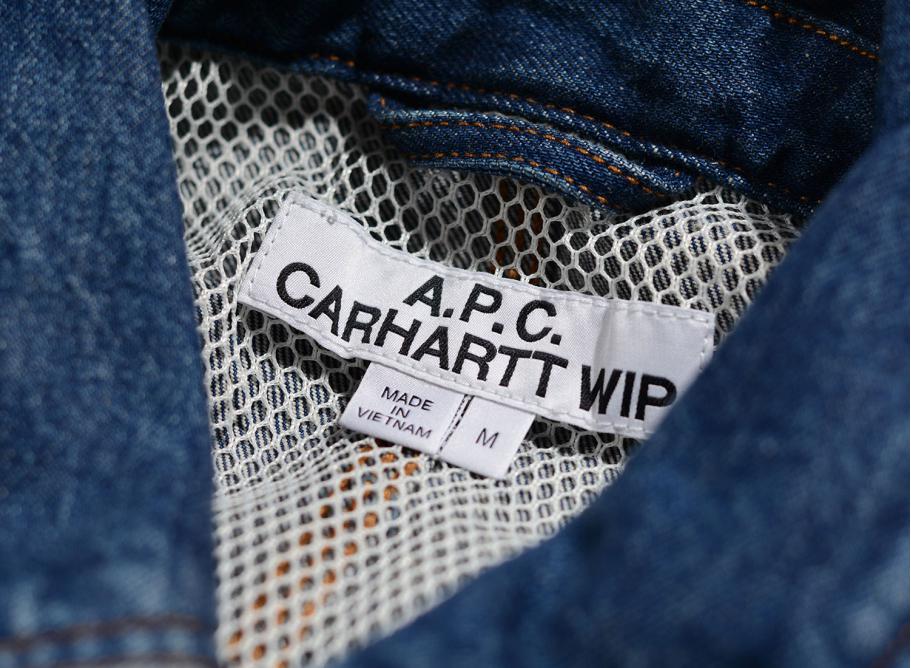 A.P.C.
CARHARTT WIP
MADE
IN
VIETNAM
M